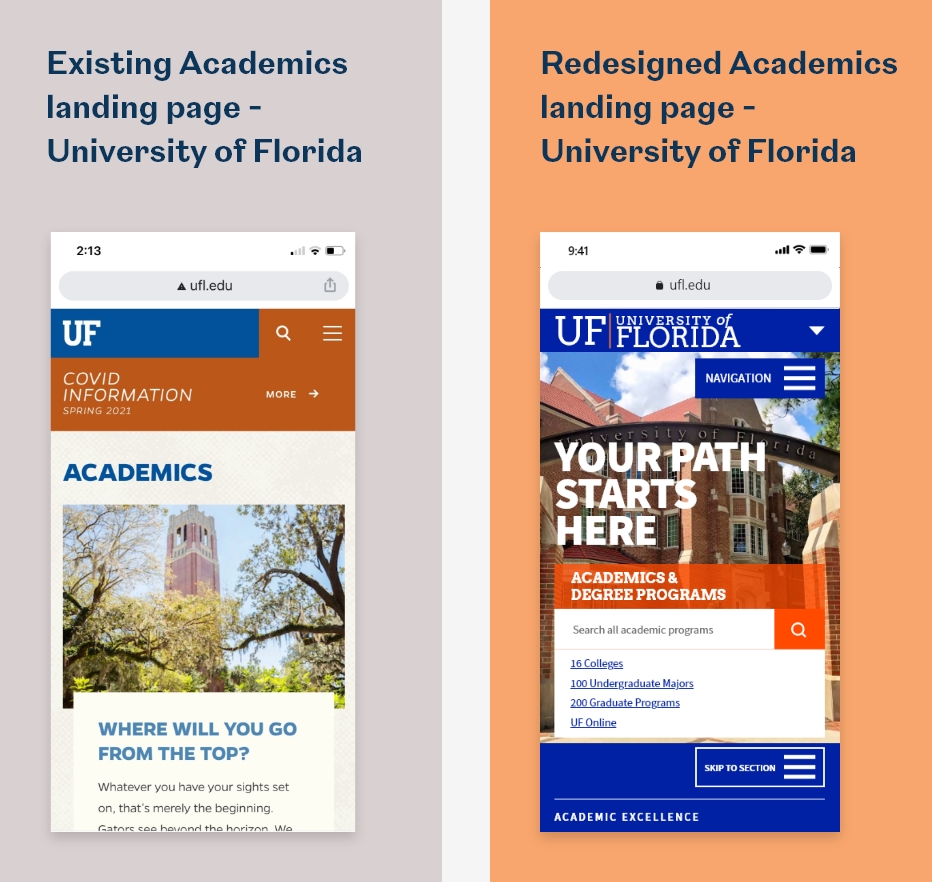 Existing Academics
landing page -
University of Florida
2:13
ufl.edu
UF
COVID
INFORMATION
SPRING 2021
MORE
ACADEMICS
WHERE WILL YOU GO
FROM THE TOP?
Whatever you have your sights set
on, that's merely the beginning.
Gators see beyond the horizon. We
Redesigned Academics
landing page -
University of Florida
9:41
ufl.edu
UF UNIVERSITY of
FLORIDA
NAVIGATION
University of Florida
YOUR PATH
STARTS
HERE
ACADEMICS &
DEGREE PROGRAMS
Search all academic programs
16 Colleges
100 Undergraduate Majors
200 Graduate Programs
UF Online
SKIP TO SECTION
ACADEMIC EXCELLENCE